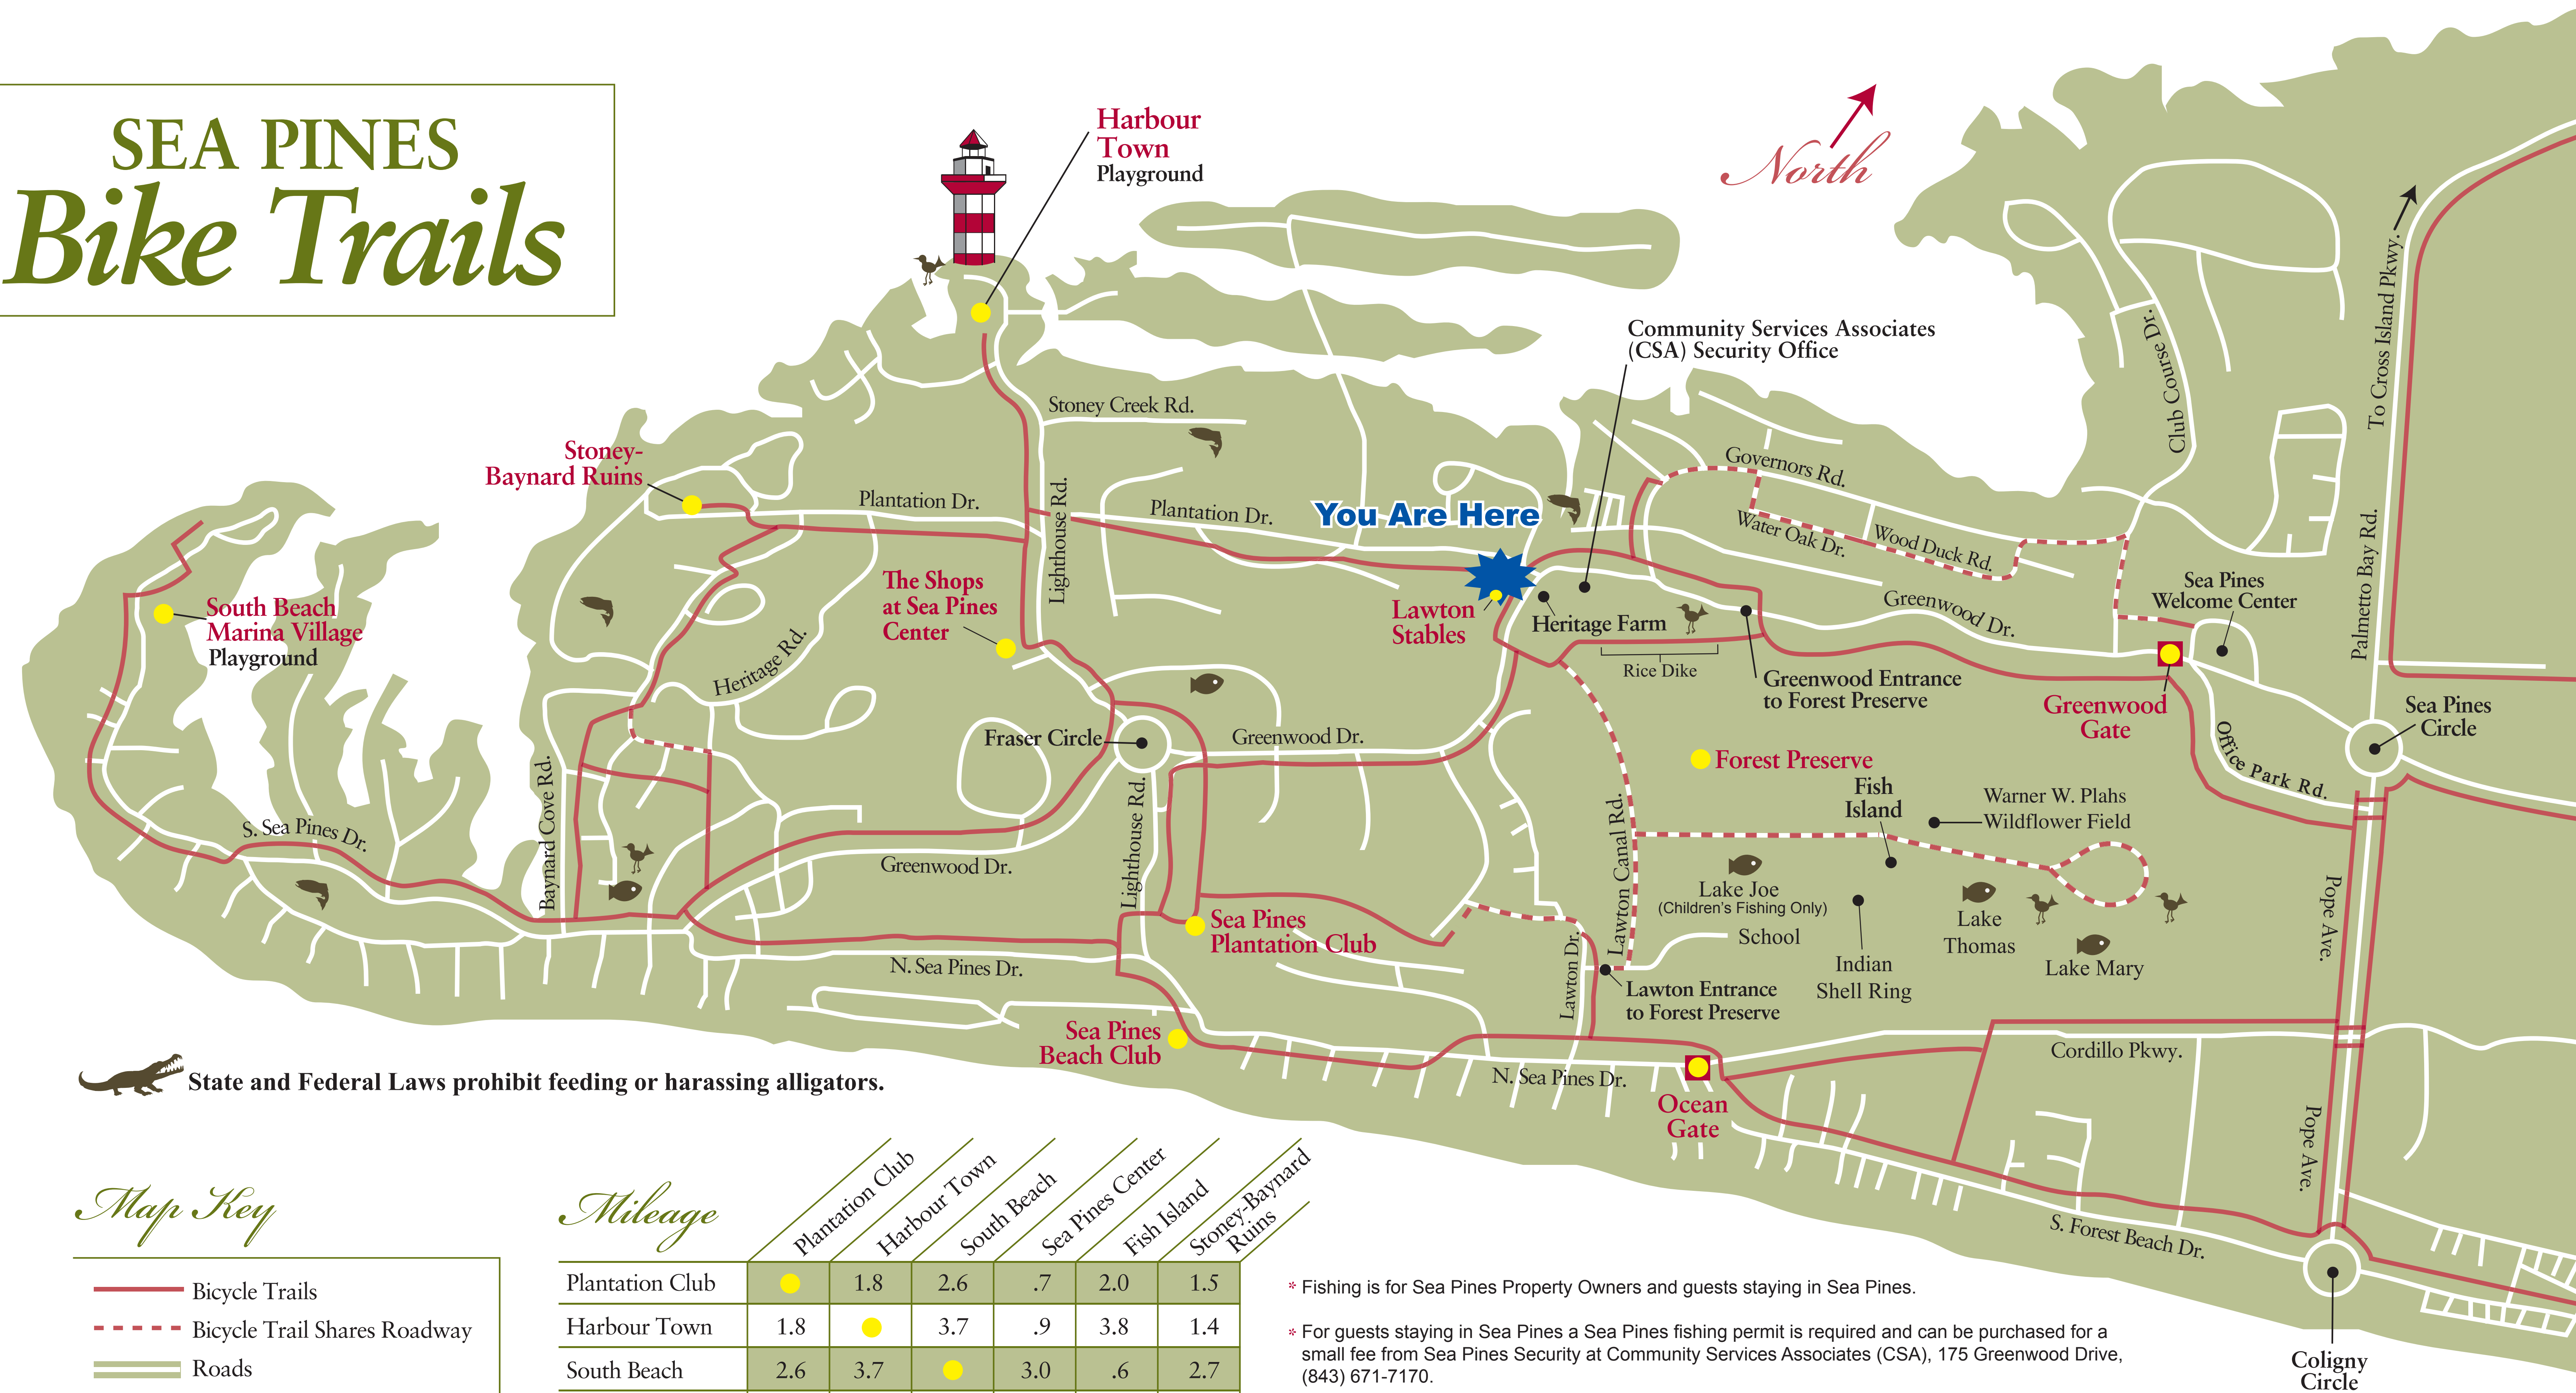 SEA PINES
Bike Trails
Harbour
Town
Playground
North
Community Services Associates
(CSA) Security Office
To Cross Island Pkwy.
Club Course Dr.
Palmetto Bay Rd.
Stoney Creek Rd.
Stoney-
Baynard Ruins
Plantation Dr.
Lighthouse Rd.
Plantation Dr.
You Are Here
Governors Rd.
Water Oak Dr.
Wood Duck Rd.
Greenwood Dr.
Sea Pines
Welcome Center
South Beach
Marina Village
Playground
The Shops
at Sea Pines
Center
Heritage Rd.
Lawton
Stables
Heritage Farm
Rice Dike
Greenwood Entrance
to Forest Preserve
Greenwood
Gate
Sea Pines
Circle
Office Park Rd.
Fraser Circle
Greenwood Dr.
Forest Preserve
Fish
Island
Warner W. Plahs
Wildflower Field
S. Sea Pines Dr.
Baynard Cove Rd.
Greenwood Dr.
Lighthouse Rd.
Lawton Canal Rd.
Lake Joe
(Children's Fishing Only)
School
Lake
Thomas
Lake Mary
Indian
Shell Ring
Pope Ave.
Sea Pines
Plantation Club
N. Sea Pines Dr.
Lawton Dr.
Lawton Entrance
to Forest Preserve
Sea Pines
Beach Club
Cordillo Pkwy.
N. Sea Pines Dr.
Ocean
Gate
Pope Ave.
S. Forest Beach Dr.
Coligny
Circle
State and Federal Laws prohibit feeding or harassing alligators.
Map Key
Bicycle Trails
Bicycle Trail Shares Roadway
Roads
Mileage
Plantation Club
Harbour Town
South Beach
Sea Pines Center
Fish Island
Stoney-Baynard
Ruins
Plantation Club 1.8 2.6 .7 2.0 1.5
Harbour Town 1.8 3.7 .9 3.8 1.4
South Beach 2.6 3.7 3.0 .6 2.7
* Fishing is for Sea Pines Property Owners and guests staying in Sea Pines.
* For guests staying in Sea Pines a Sea Pines fishing permit is required and can be purchased for a
small fee from Sea Pines Security at Community Services Associates (CSA), 175 Greenwood Drive,
(843) 671-7170.